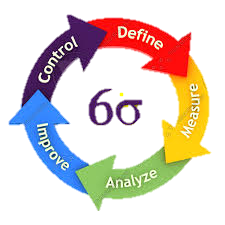 Define
Measure
Analyze
Improve
Control
6σ